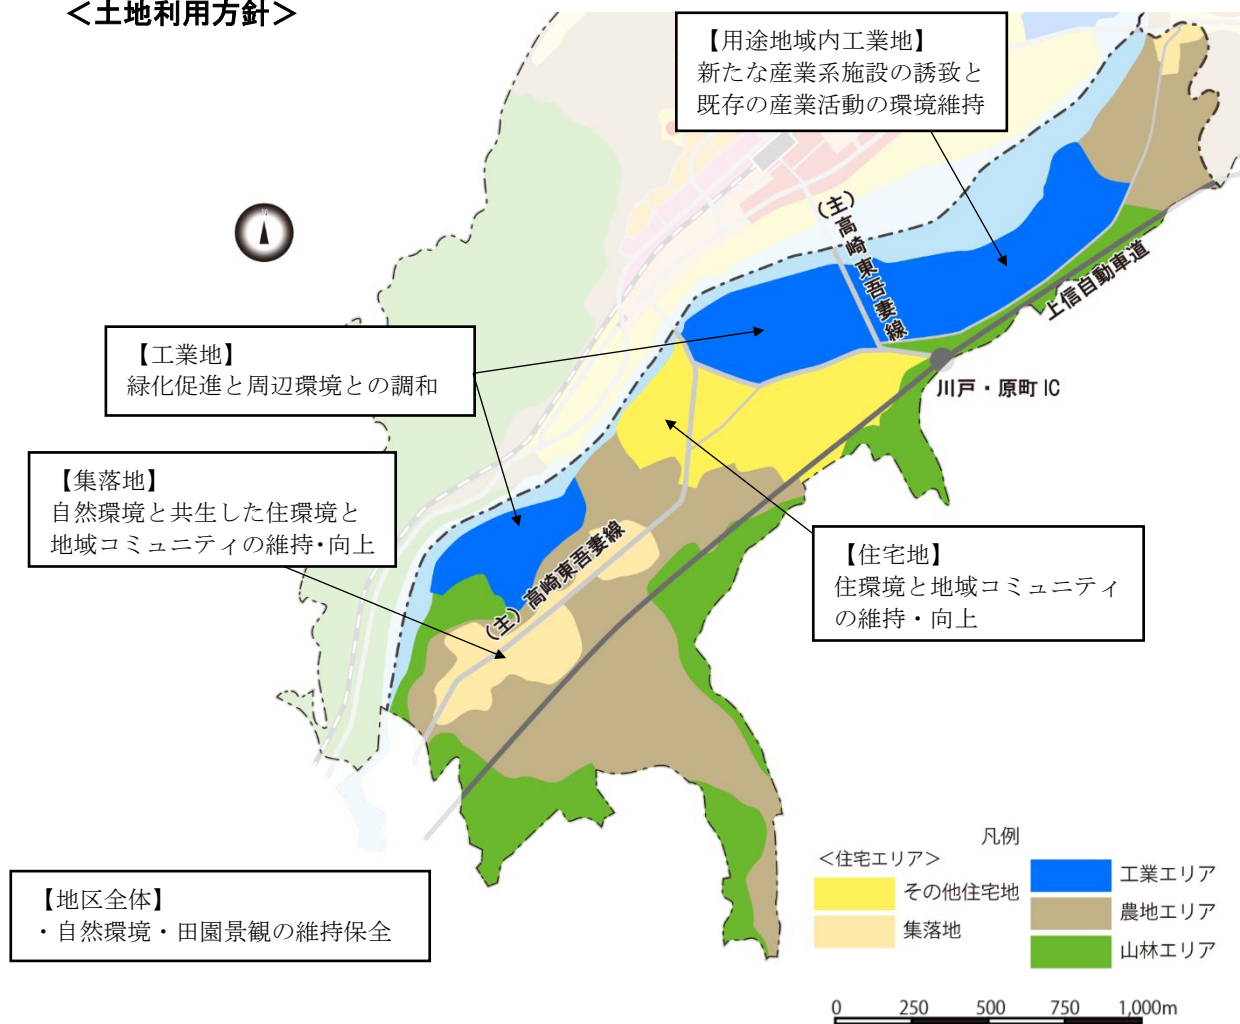 ＜土地利用方針＞
【用途地域内工業地】
新たな産業系施設の誘致と
既存の産業活動の環境維持
N
（主）高崎東吾妻線
上信自動車道
川戸・原町 IC
【工業地】
緑化促進と周辺環境との調和
【集落地】
自然環境と共生した住環境と
地域コミュニティの維持・向上
（主）高崎東吾妻線
【住宅地】
住環境と地域コミュニティ
の維持・向上
【地区全体】
・自然環境・田園景観の維持保全
凡例
＜住宅エリア＞
その他住宅地
集落地
工業エリア
農地エリア
山林エリア
0 250 500 750 1,000m